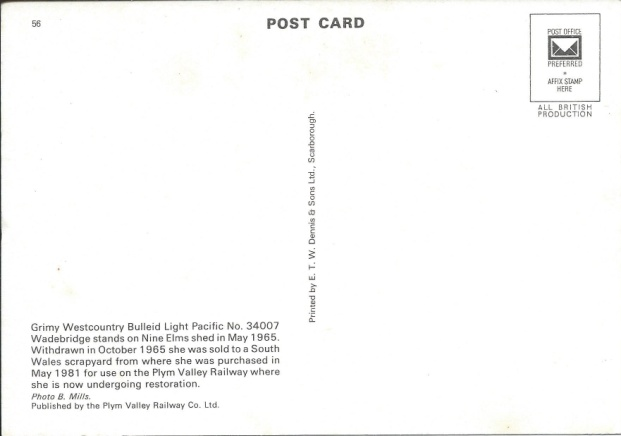 56
POST CARD
POST OFFICE
PREFERRED
*
AFFIX STAMP
HERE
ALL BRITISH
PRODUCTION
Printed by E. T. W. Dennis & Sons Ltd., Scarborough.
Grimy Westcountry Bulleid Light Pacific No. 34007
Wadebridge stands on Nine Elms shed in May 1965.
Withdrawn in October 1965 she was sold to a South
Wales scrapyard from where she was purchased in
May 1981 for use on the Plym Valley Railway where
she is now undergoing restoration.
Photo B. Mills.
Published by the Plym Valley Railway Co. Ltd.